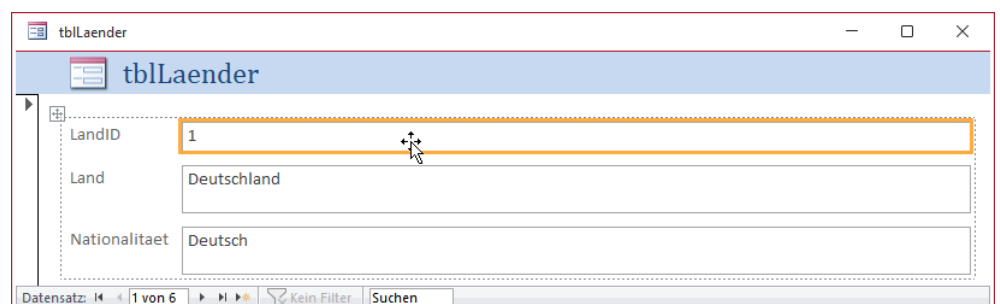 tblLaender
tblLaender
LandID 1
Land Deutschland
Nationalitaet Deutsch
Datensatz: 1 von 6 Kein Filter Suchen